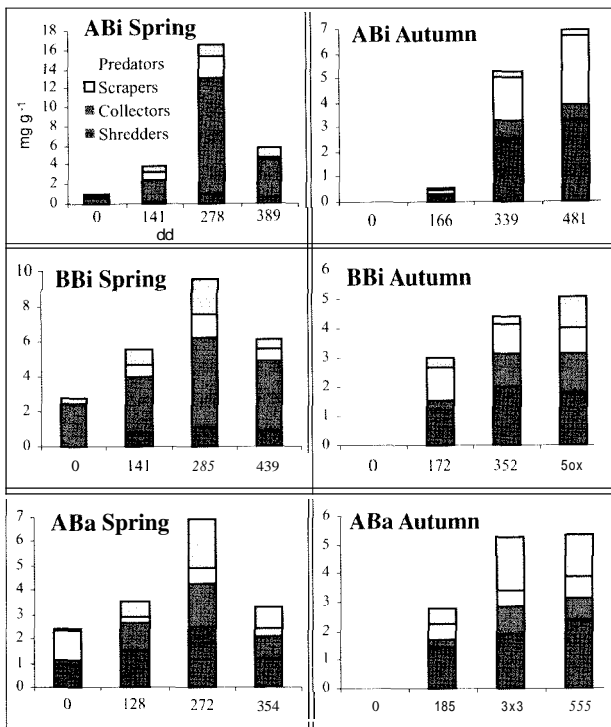 ABi Spring
18
16
14
12
10
8
6
4
2
0
mg g-1
Predators
Scrapers
Collectors
Shredders
0 141 278 389
dd
ABi Autumn
7
6
5
4
3
2
1
0
0 166 339 481
BBi Spring
10
8
6
4
2
0
0 141 285 439
BBi Autumn
6
5
4
3
2
1
0
0 172 352 5ox
ABa Spring
7
6
5
4
3
2
1
0
0 128 272 354
ABa Autumn
6
5
4
3
2
1
0
0 185 3x3 555